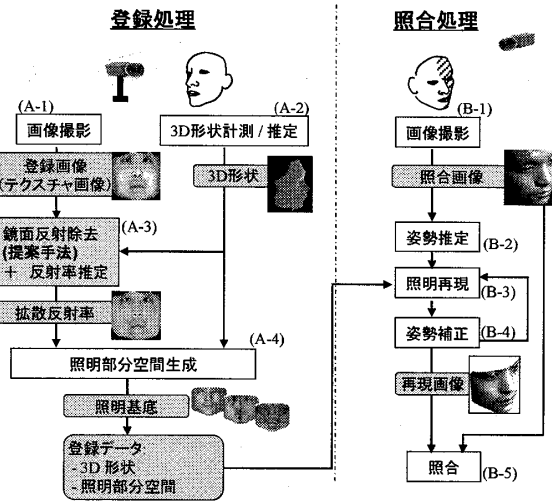 登録処理
照合処理
(A-1)
画像撮影
(A-2)
3D形状計測 / 推定
登録画像
(テクスチャ画像)
3D形状
(A-3)
鏡面反射除去
(提案手法)
+ 反射率推定
拡散反射率
(A-4)
照明部分空間生成
照明基底
登録データ
- 3D 形状
- 照明部分空間
(B-1)
画像撮影
照合画像
姿勢推定
(B-2)
照明再現
(B-3)
姿勢補正
(B-4)
再現画像
照合
(B-5)